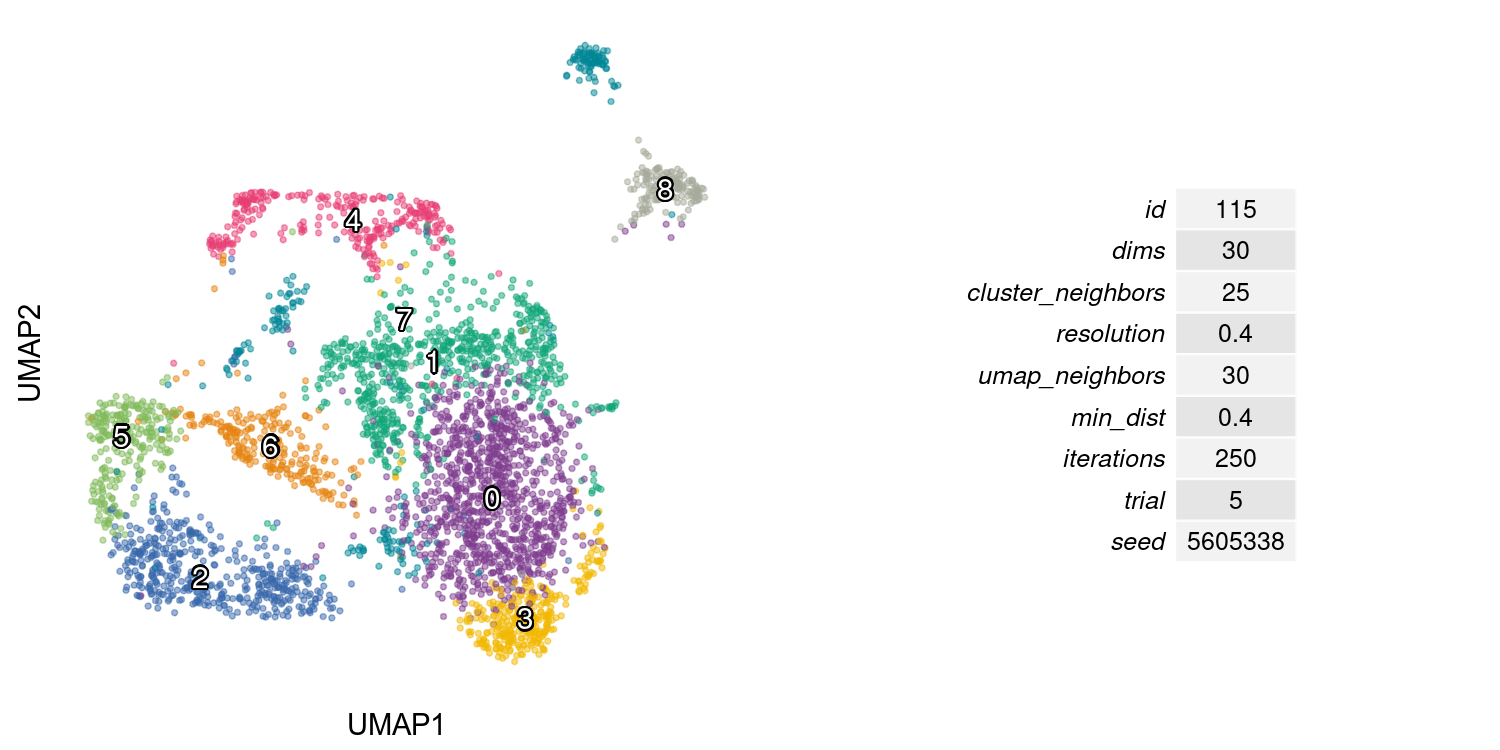 8
4
7
1
5
6
0
2
3
UMAP1
UMAP2
id 115
dims 30
cluster_neighbors 25
resolution 0.4
umap_neighbors 30
min_dist 0.4
iterations 250
trial 5
seed 5605338